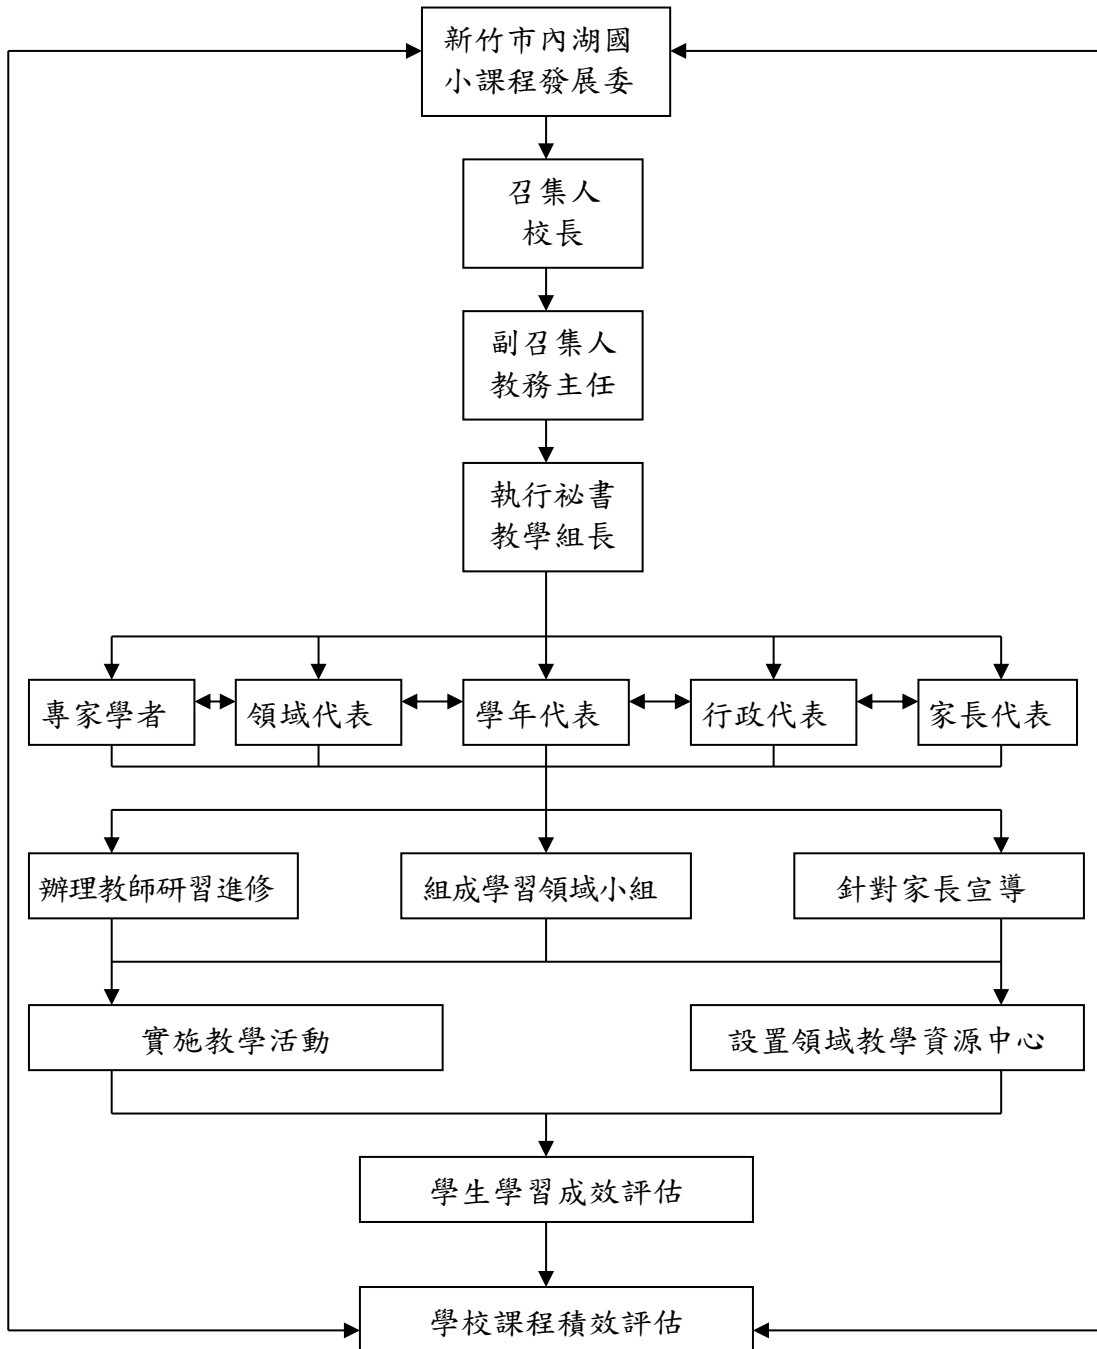 新竹市內湖國
小課程發展委
召集人
校長
副召集人
教務主任
執行祕書
教學組長
專家學者
領域代表
學年代表
行政代表
家長代表
辦理教師研習進修
組成學習領域小組
針對家長宣導
實施教學活動
設置領域教學資源中心
學生學習成效評估
學校課程積效評估